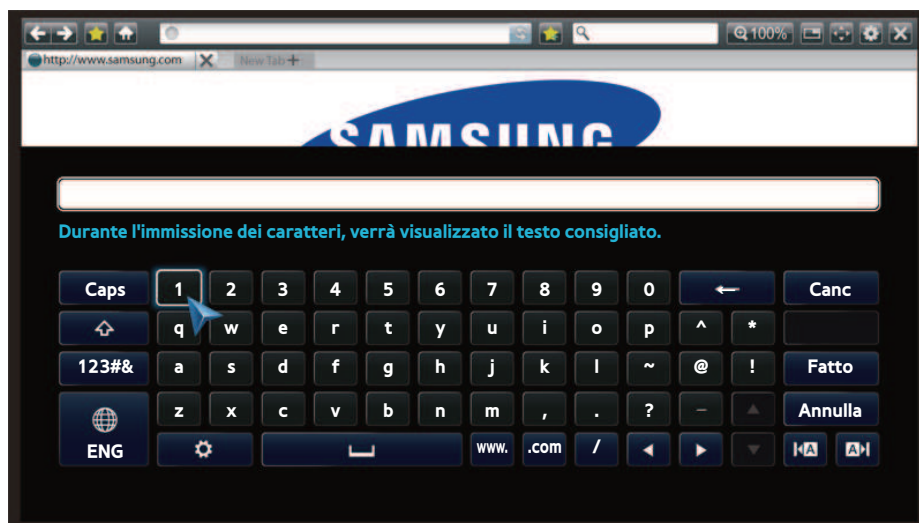 100%
http://www.samsung.com New Tab
SAMSUNG
Durante l'immissione dei caratteri, verrà visualizzato il testo consigliato.
Caps 1 2 3 4 5 6 7 8 9 0 ← Canc
q w e r t y u i o p ^ *
123#& a s d f g h j k l ~ @ ! Fatto
z x c v b n m , . ? - Annulla
ENG www. .com / A A